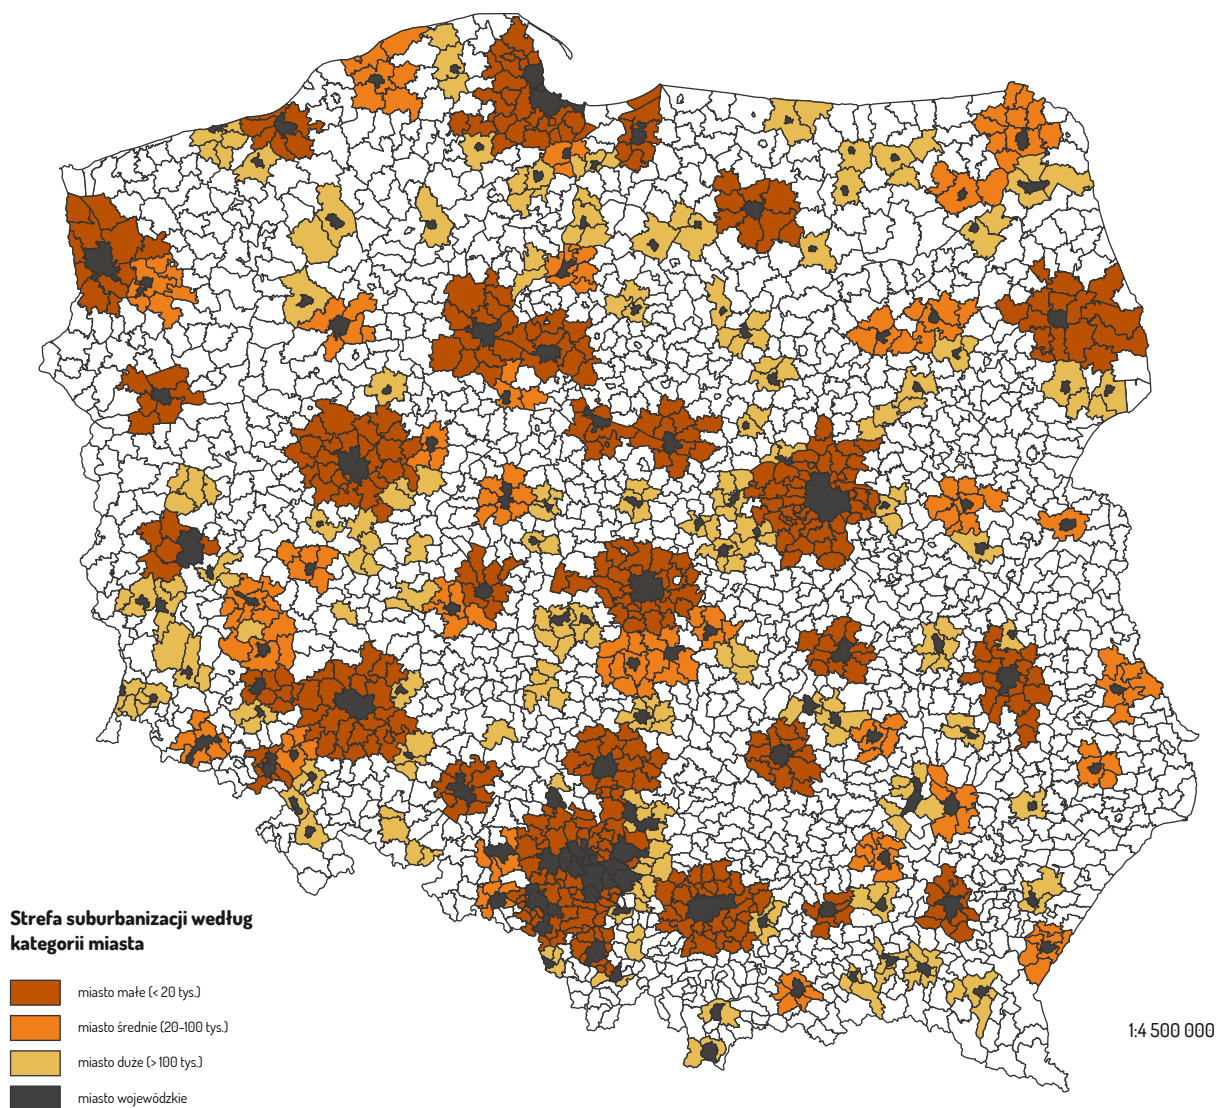 Strefa suburbanizacji według
kategorii miasta
miasto małe (< 20 tys.)
miasto średnie (20-100 tys.)
miasto duże (> 100 tys.)
miasto wojewódzkie
1:4 500 000